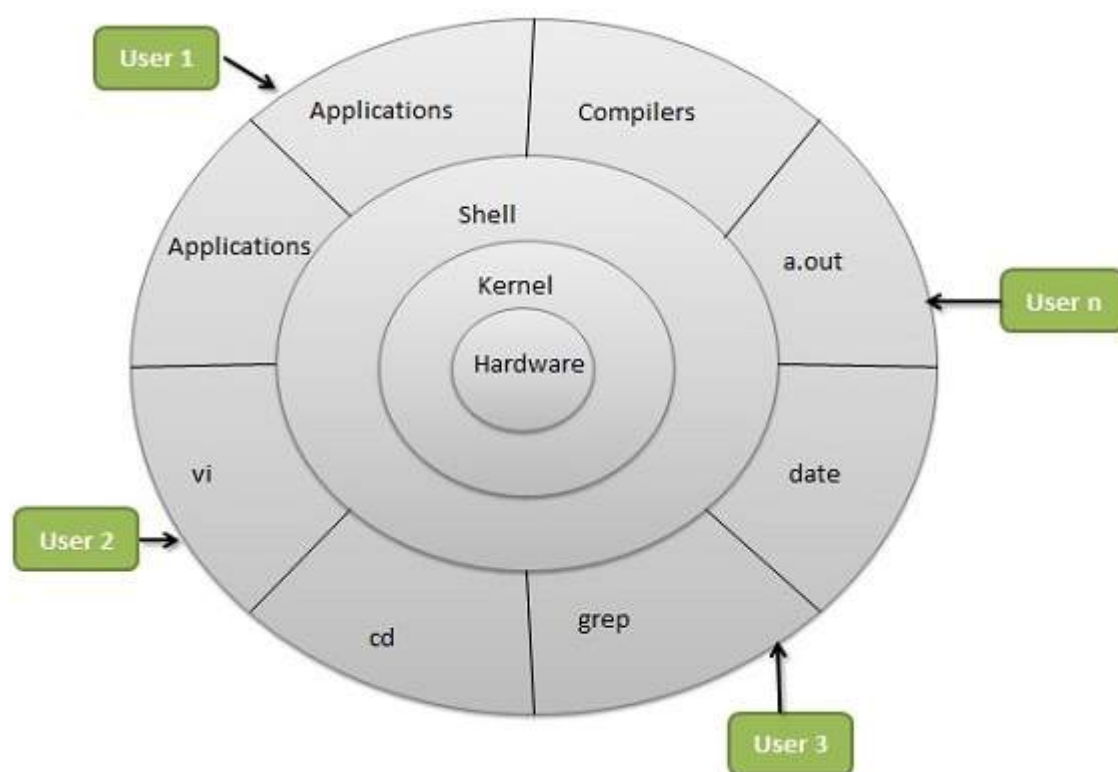 User 1
Applications
Compilers
Shell
Applications
a.out
Kernel
User n
Hardware
vi
date
User 2
cd
grep
User 3